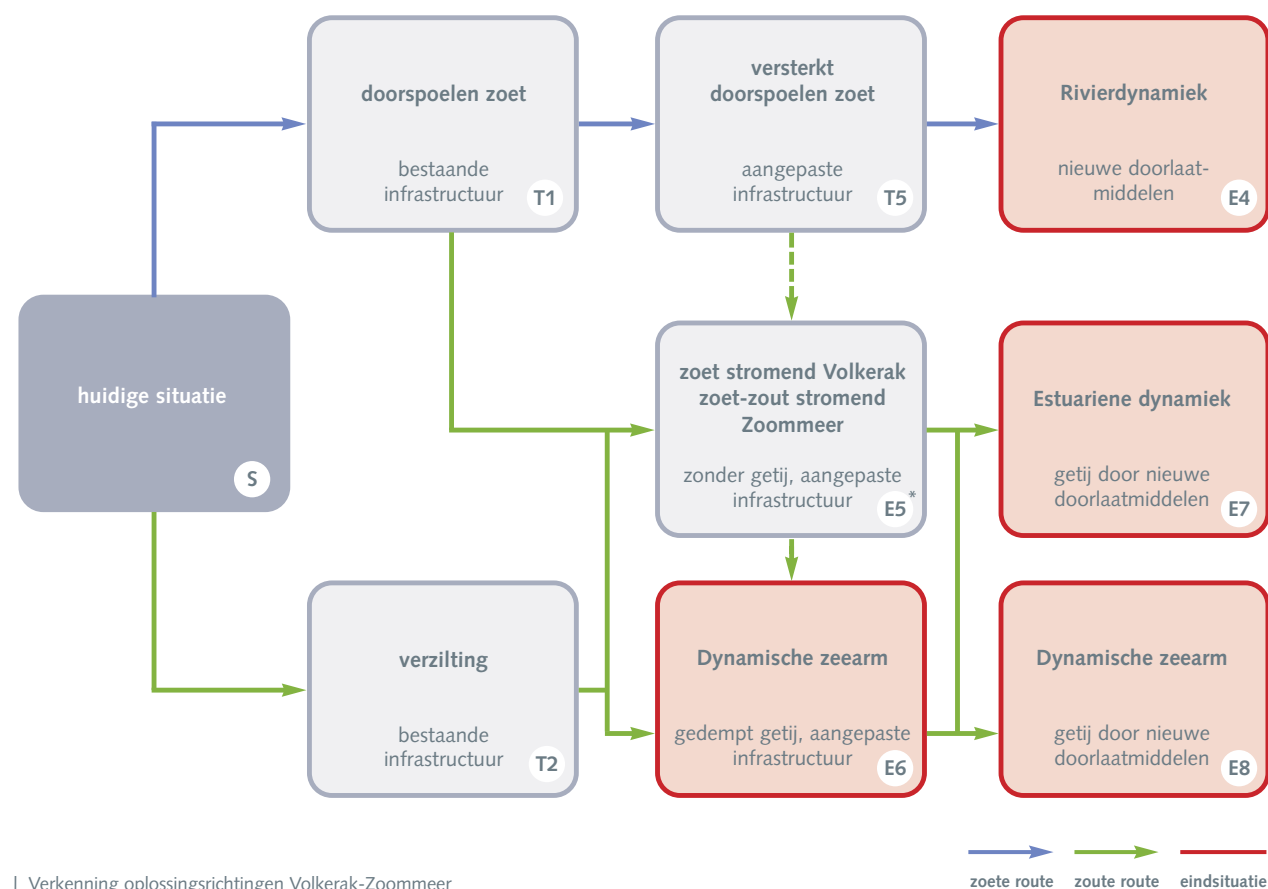 doorspoelen zoet
bestaande
infrastructuur
T1
versterkt
doorspoelen zoet
aangepaste
infrastructuur
T5
Rivierdynamiek
nieuwe doorlaat-
middelen
E4
huidige situatie
S
zoet stromend Volkerak
zoet-zout stromend
Zoommeer
zonder getij, aangepaste
infrastructuur
E5*
Estuariene dynamiek
getij door nieuwe
doorlaatmiddelen
E7
verzilting
bestaande
infrastructuur
T2
Dynamische zeearm
gedempt getij, aangepaste
infrastructuur
E6
Dynamische zeearm
getij door nieuwe
doorlaatmiddelen
E8
zoete route
zoute route
eindsituatie
| Verkenning oplossingsrichtingen Volkerak-Zoommeer